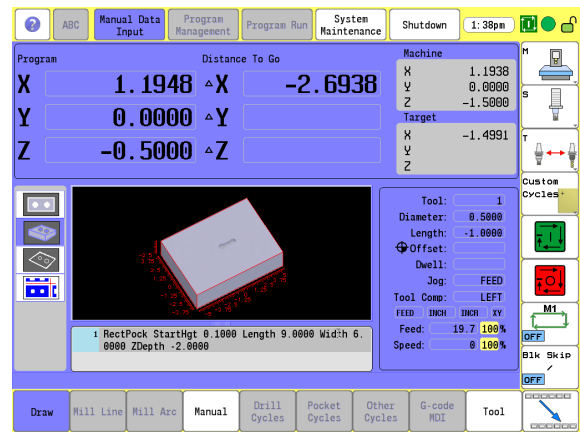 ?
ABC
Manual Data
Input
Program
Management
Program Run
System
Maintenance
Shutdown
1:38pm
Program
Distance To Go
X 1.1948 △X -2.6938
Y 0.0000 △Y
Z -0.5000 △Z
Machine
X 1.1938
Y 0.0000
Z -1.5000
Target
X -1.4991
Y
Z
M
S
T
Custom
Cycles+
M1
OFF
Blk Skip
/
OFF
Tool: 1
Diameter: 0.5000
Length: -1.0000
Offset:
Dwell:
Jog: FEED
Tool Comp: LEFT
FEED INCH INCR XY
Feed: 19.7 100%
Speed: 0 100%
1 RectPock StartHgt 0.1000 Length 9.0000 Width 6.
0000 ZDepth -2.0000
Draw
Mill Line
Mill Arc
Manual
Drill
Cycles
Pocket
Cycles
Other
Cycles
G-code
MDI
Tool